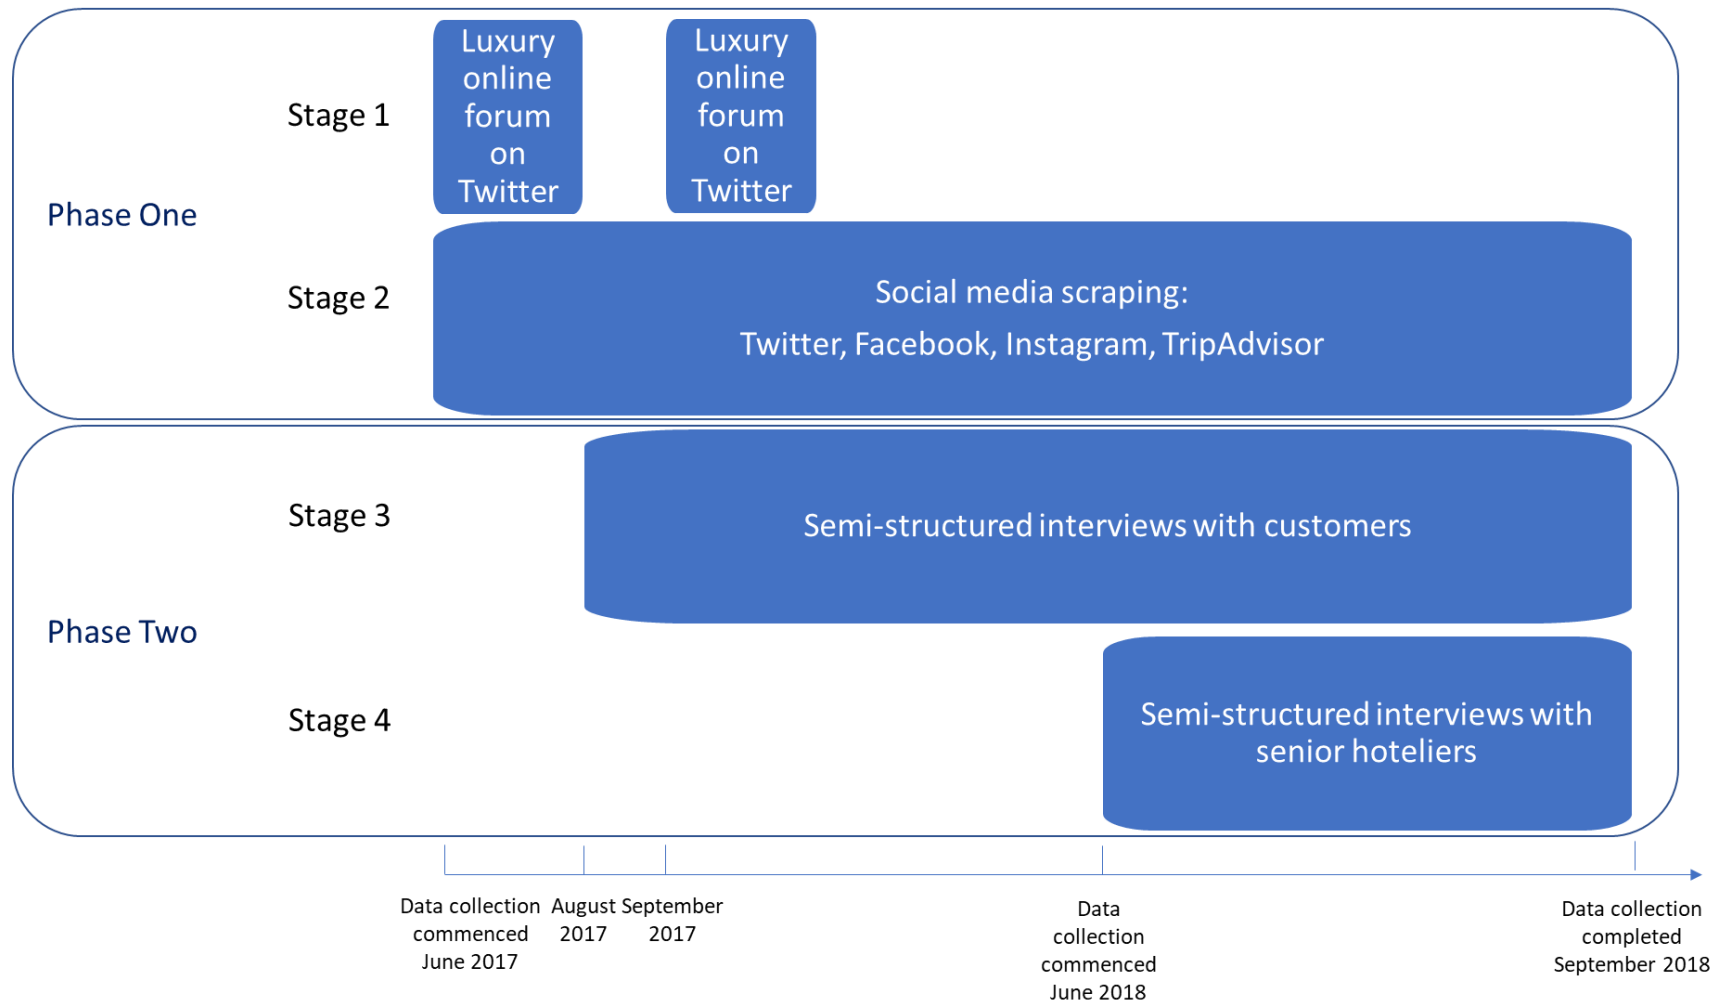 Phase One
Stage 1
Luxury
online
forum
on
Twitter
Luxury
online
forum
on
Twitter
Stage 2
Social media scraping:
Twitter, Facebook, Instagram, TripAdvisor
Phase Two
Stage 3
Semi-structured interviews with customers
Stage 4
Semi-structured interviews with
senior hoteliers
Data collection
commenced
June 2017
August
2017
September
2017
Data
collection
commenced
June 2018
Data collection
completed
September 2018